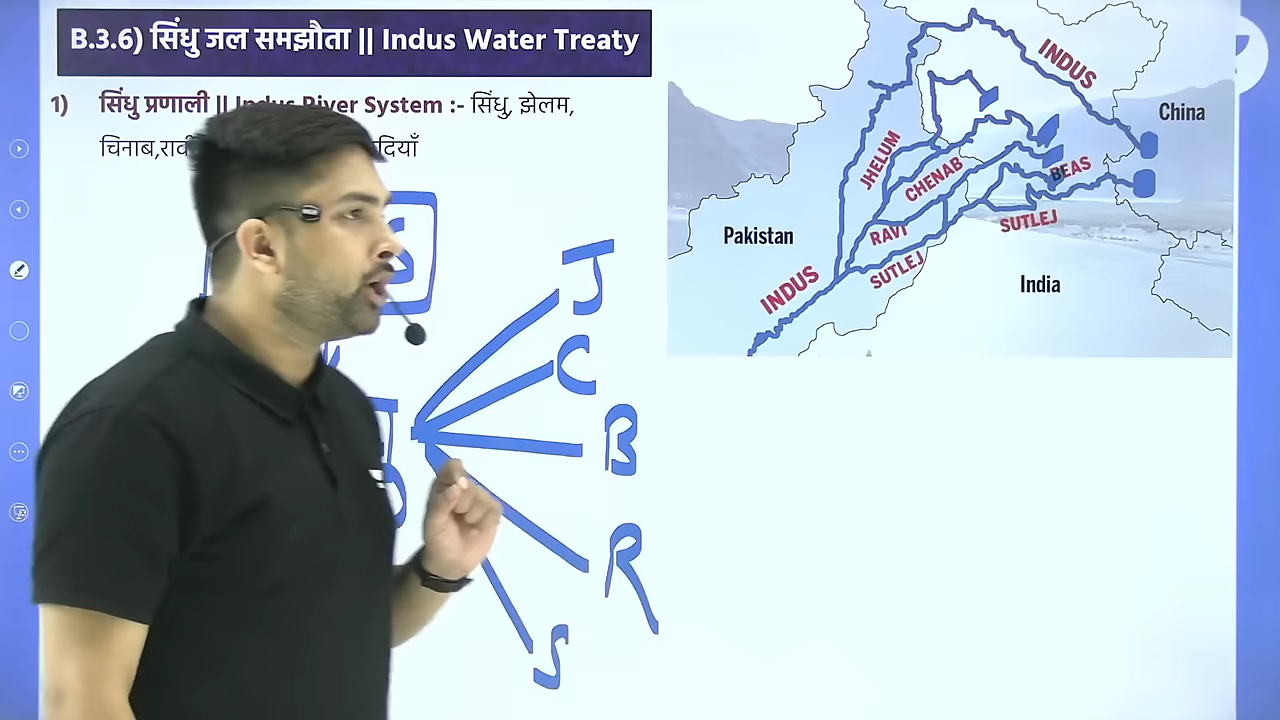 B.3.6) सिंधु जल समझौता || Indus Water Treaty
1) सिंधु प्रणाली || Indus River System :- सिंधु, झेलम,
चिनाब,
INDUS
China
JHELUM
CHENAB
BEAS
Pakistan
RAVI
SUTLEJ
SUTLEJ
INDUS
India
J
C
B
R
S